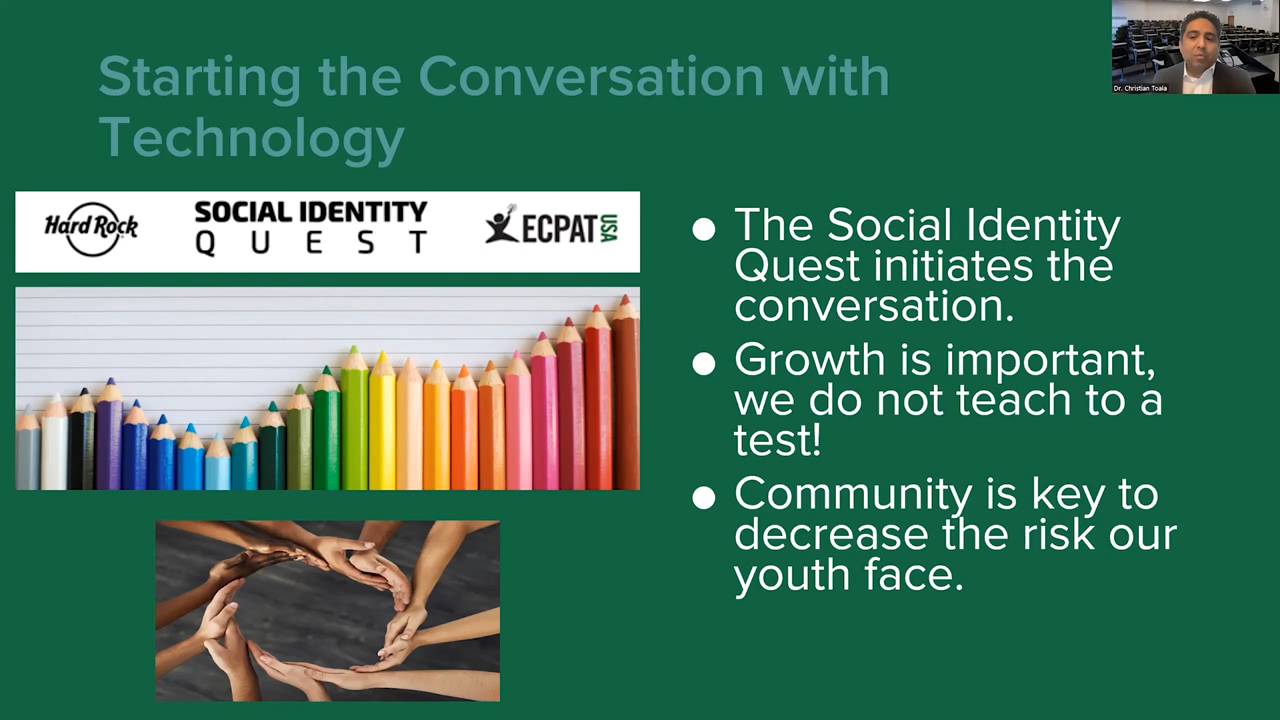 Starting the Conversation with
Technology
Dr. Christian Toala
Hard Rock
SOCIAL IDENTITY
QUEST
ECPAT USA
● The Social Identity
Quest initiates the
conversation.
● Growth is important,
we do not teach to a
test!
● Community is key to
decrease the risk our
youth face.